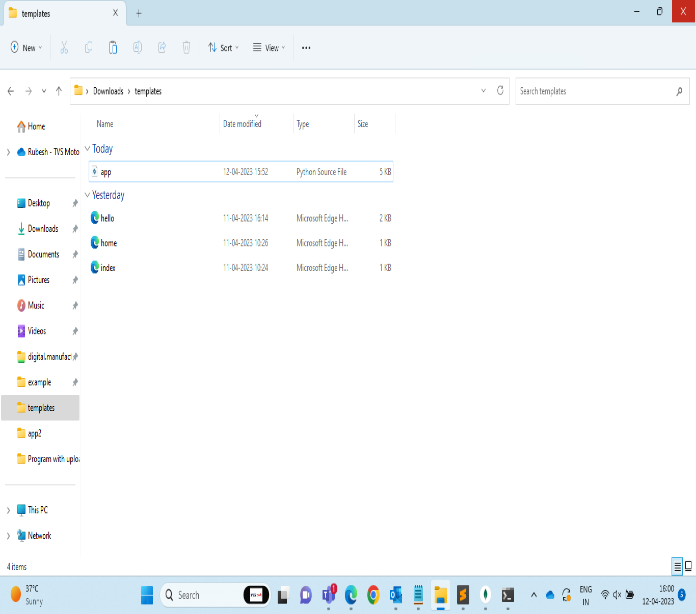 templates
New
Sort
View
Downloads
templates
Search templates
Name
Date modified
Type
Size
Home
Rubesh - TVS Moto
Desktop
Downloads
Documents
Pictures
Music
Videos
digital.manufact
example
templates
app2
Program with uplo
This PC
Network
Today
app 12-04-2023 15:52 Python Source File 5 KB
Yesterday
hello 11-04-2023 16:14 Microsoft Edge H... 2 KB
home 11-04-2023 10:26 Microsoft Edge H... 1 KB
index 11-04-2023 10:24 Microsoft Edge H... 1 KB
4 items
37°C
Sunny
Search
1
ENG
IN
16:00
12-04-2023
5